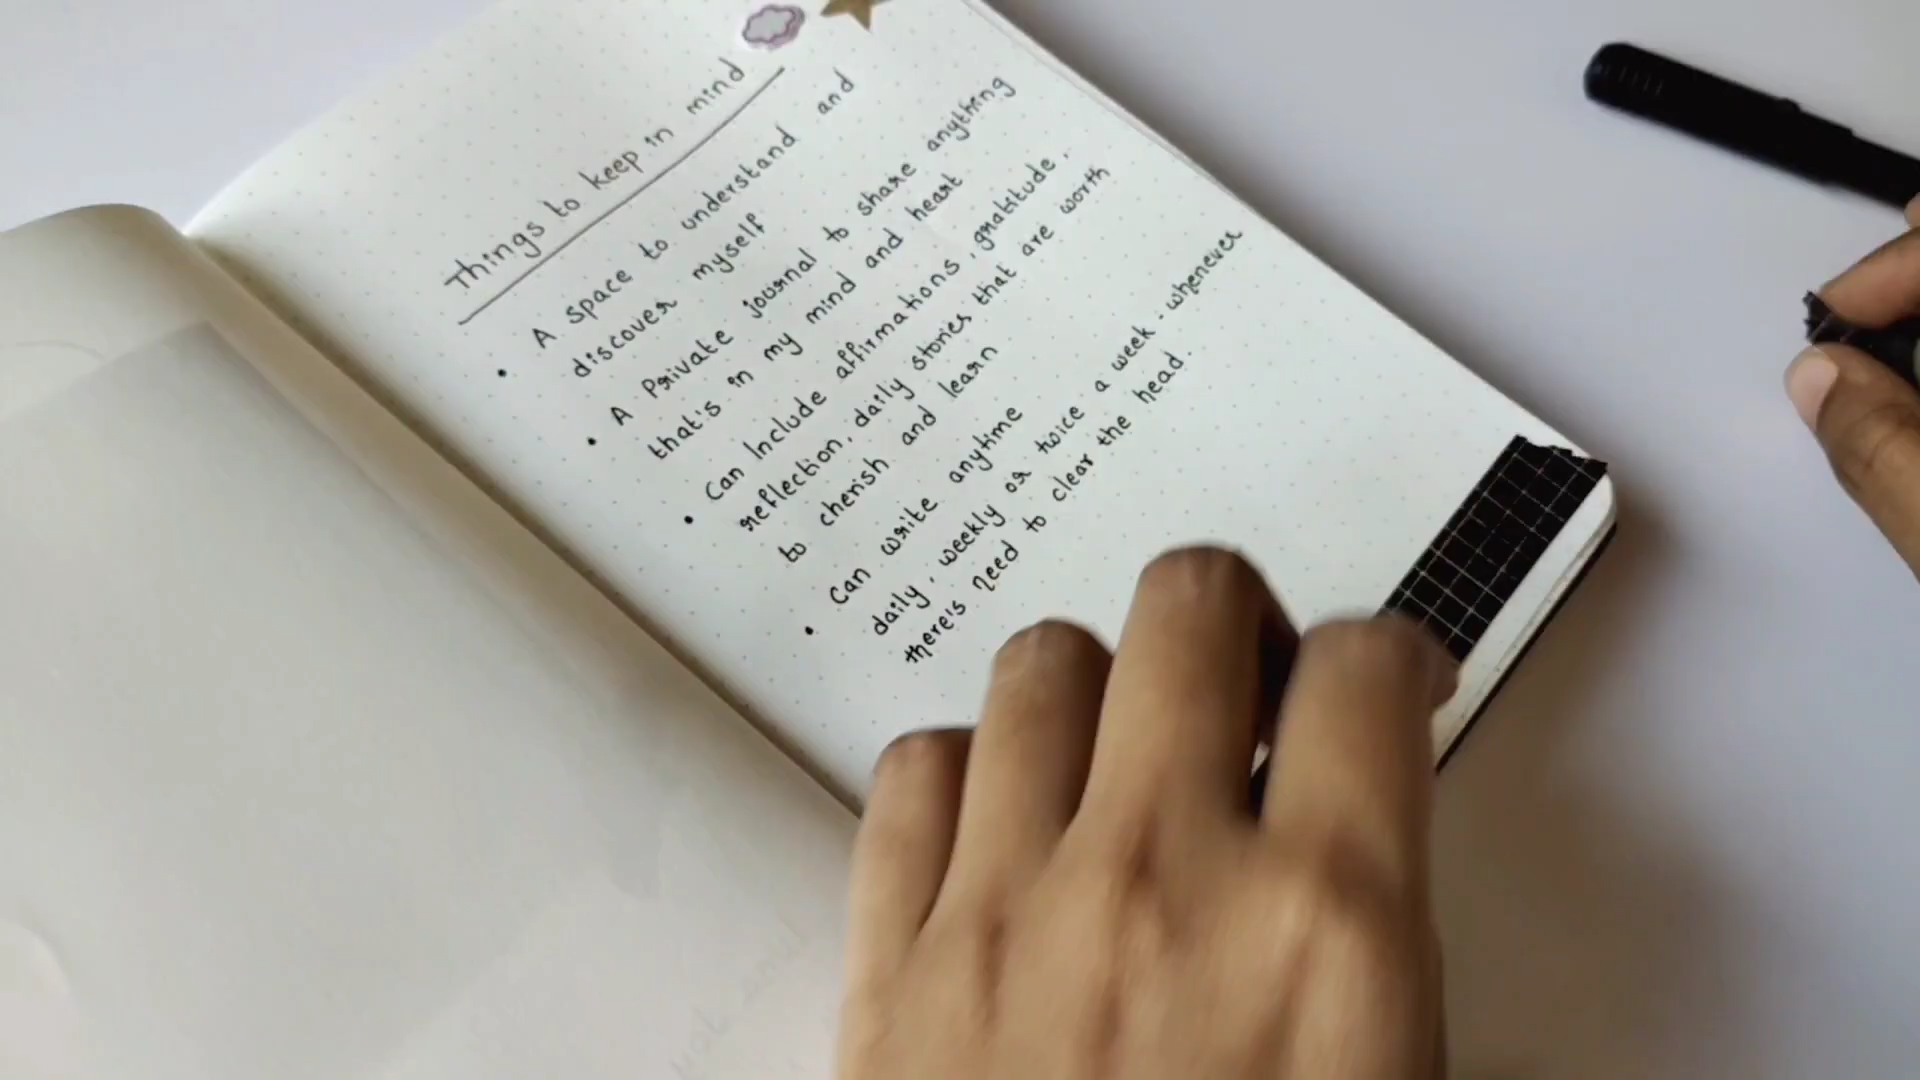 Things to keep in mind
• A space to understand and
discover myself
• A Private journal to share anything
that's in my mind and heart
• Can Include affirmations, gratitude,
reflection, daily stories that are worth
to cherish and learn
• Can write anytime
daily, weekly or twice a week - whenever
there's need to clear the head.